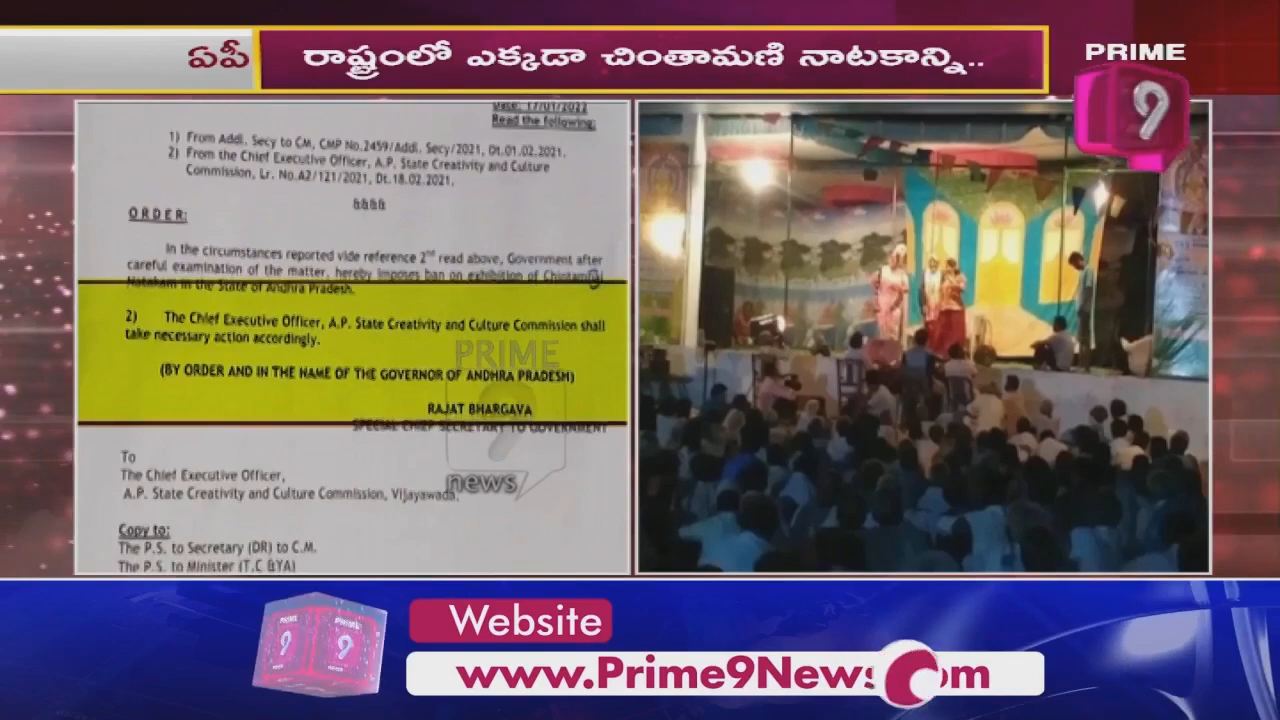 ఏపీ
రాష్ట్రంలో ఎక్కడా చింతామణి నాటకాన్ని..
PRIME
9
Date: 17/01/2022
Read the following:
1) From Addl. Secy to CM, CMP No.2459/Addl. Secy/2021, Dt.01.02.2021.
2) From the Chief Executive Officer, A.P. State Creativity and Culture
Commission, Lr. No.A2/121/2021, Dt.18.02.2021.
&&&&
ORDER:
In the circumstances reported vide reference 2nd read above, Government after
careful examination of the matter, hereby imposes ban on exhibition of Chintamani
Natakam in the State of Andhra Pradesh.
2) The Chief Executive Officer, A.P. State Creativity and Culture Commission shall
take necessary action accordingly.
(BY ORDER AND IN THE NAME OF THE GOVERNOR OF ANDHRA PRADESH)
RAJAT BHARGAVA
SPECIAL CHIEF SECRETARY TO GOVERNMENT
To
The Chief Executive Officer,
A.P. State Creativity and Culture Commission, Vijayawada.
Copy to:
The P.S. to Secretary (DR) to C.M.
The P.S. to Minister (T,C &YA)
PRIME
9
news
PRIME
9
PRIME
9
Website
www.Prime9News.com